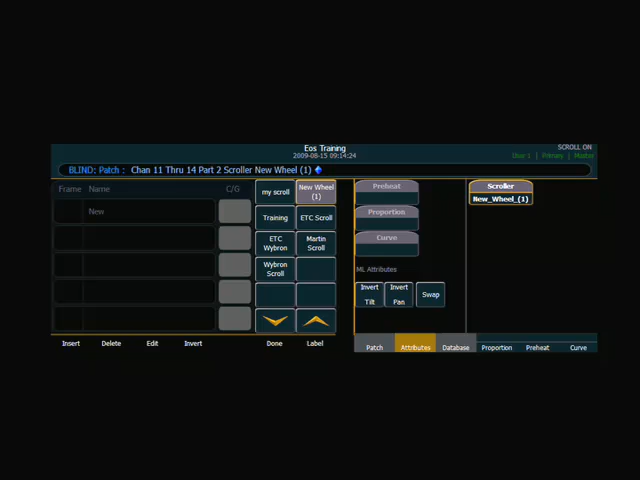 Eos Training
SCROLL ON
2009-08-15 09:14:24
User 1 | Primary | Master
BLIND: Patch : Chan 11 Thru 14 Part 2 Scroller New Wheel (1)
Frame Name C/G
New
my scroll
New Wheel
(1)
Training
ETC Scroll
ETC
Wybron
Martin
Scroll
Wybron
Scroll
Preheat
Proportion
Curve
ML Attributes
Invert
Tilt
Invert
Pan
Swap
Scroller
New_Wheel_(1)
Insert Delete Edit Invert Done Label
Patch Attributes Database Proportion Preheat Curve